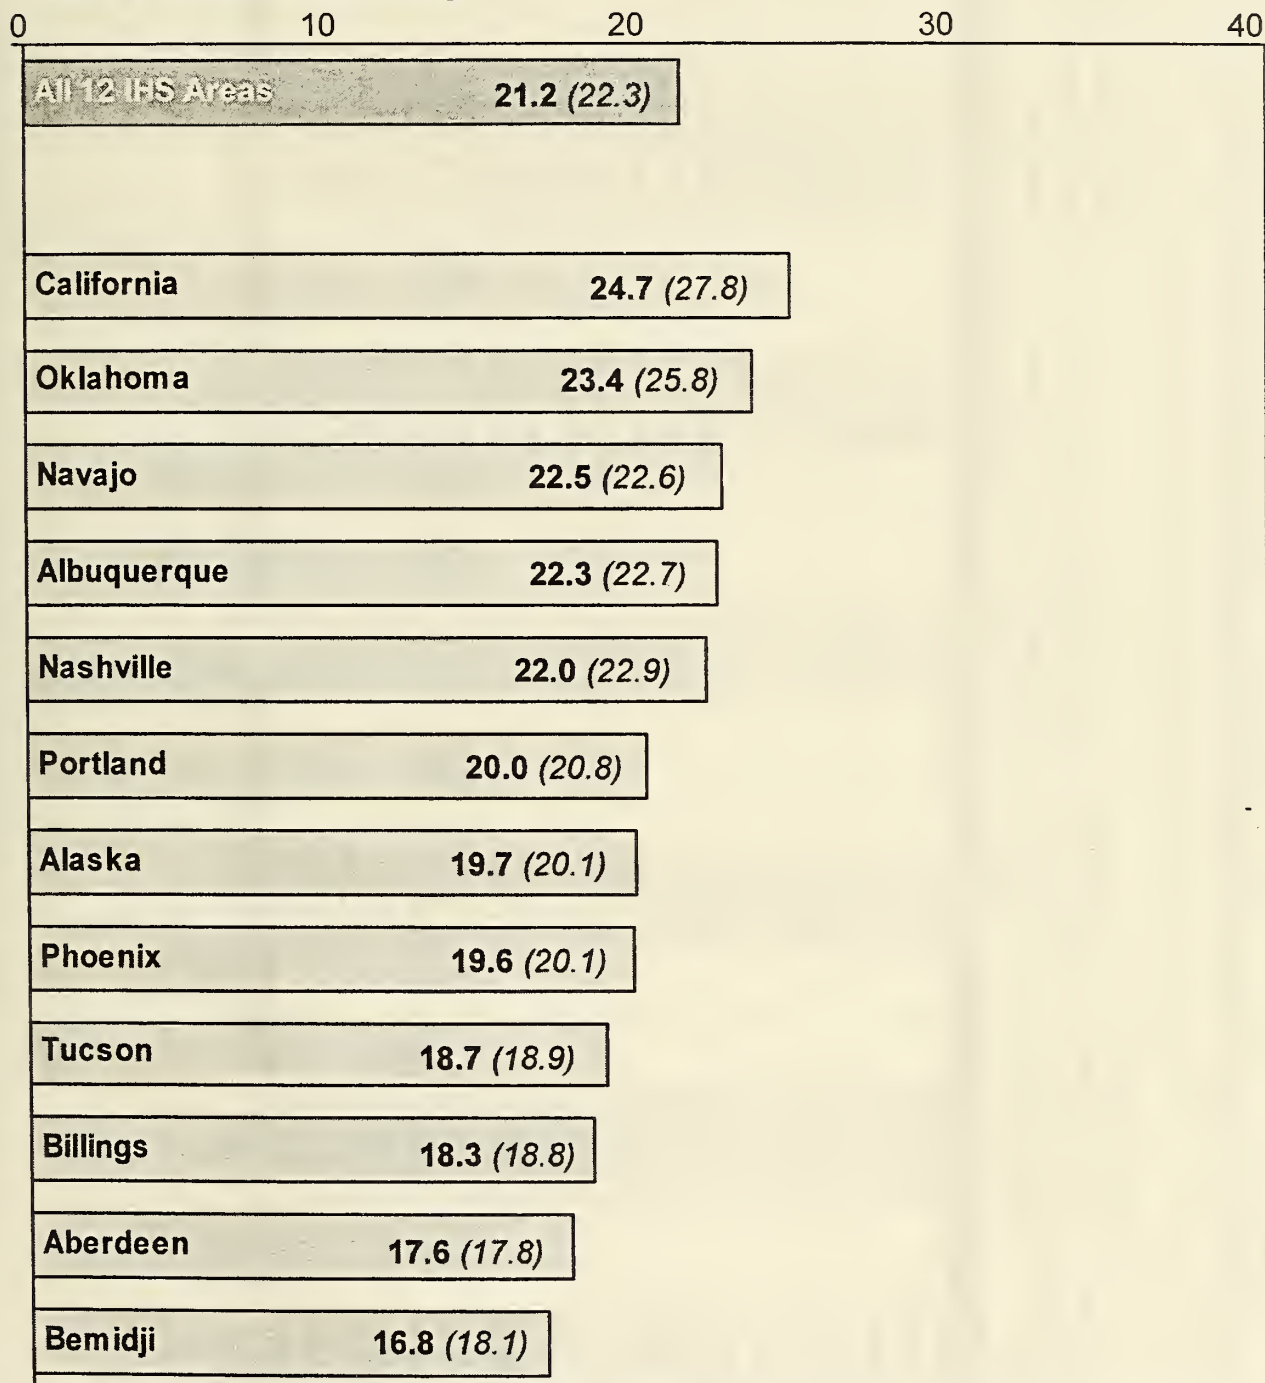 0 10 20 30 40
All 12 IHS Areas 21.2 (22.3)
California 24.7 (27.8)
Oklahoma 23.4 (25.8)
Navajo 22.5 (22.6)
Albuquerque 22.3 (22.7)
Nashville 22.0 (22.9)
Portland 20.0 (20.8)
Alaska 19.7 (20.1)
Phoenix 19.6 (20.1)
Tucson 18.7 (18.9)
Billings 18.3 (18.8)
Aberdeen 17.6 (17.8)
Bemidji 16.8 (18.1)